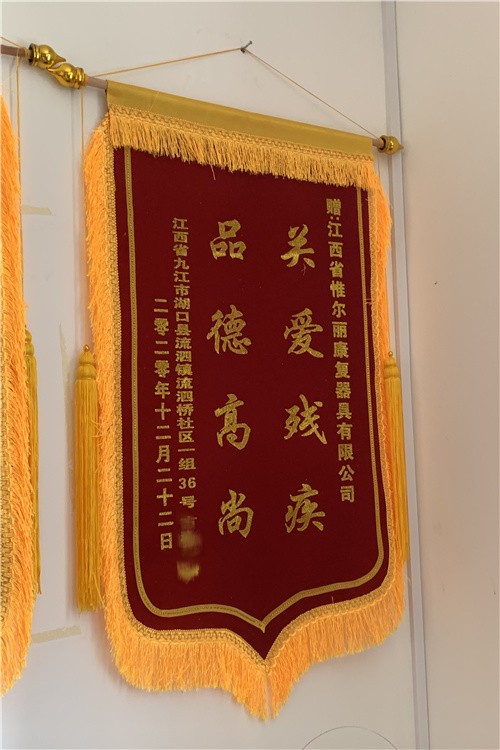 赠:江西省惟尔丽康复器具有限公司
关爱残疾
品德高尚
江西省九江市湖口县流泗镇流泗桥社区一组36号
二零二零年十二月二十二日